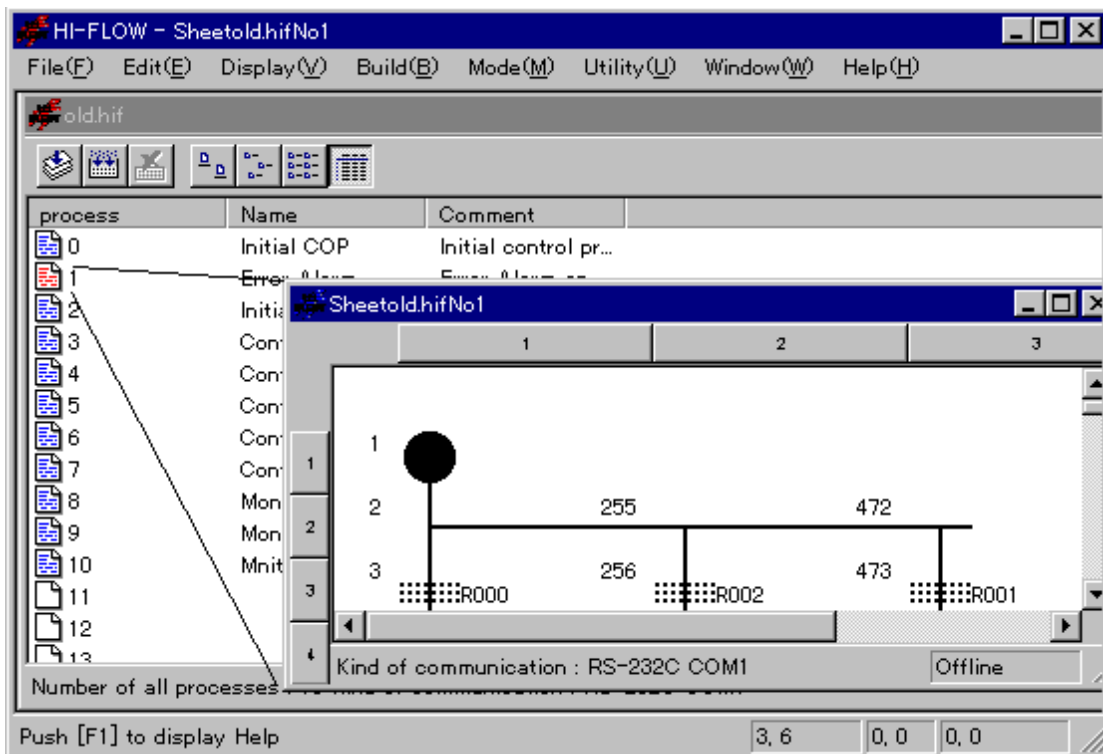 HI-FLOW - Sheetold.hifNo1
File(F) Edit(E) Display(V) Build(B) Mode(M) Utility(U) Window(W) Help(H)
old.hif
process Name Comment
0 Initial COP Initial control pr...
1
2 Initia
3 Con
4 Con
5 Con
6 Con
7 Con
8 Mon
9 Mon
10 Mnit
11
12
13
Number of all processes
Sheetold.hifNo1
1 2 3
1 1
2 2 255 472
3 3 256 473
R000 R002 R001
4
Kind of communication : RS-232C COM1 Offline
Push [F1] to display Help 3, 6 0, 0 0, 0